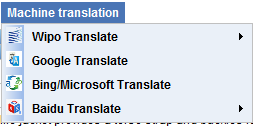 Machine translation
Wipo Translate
Google Translate
Bing/Microsoft Translate
Baidu Translate